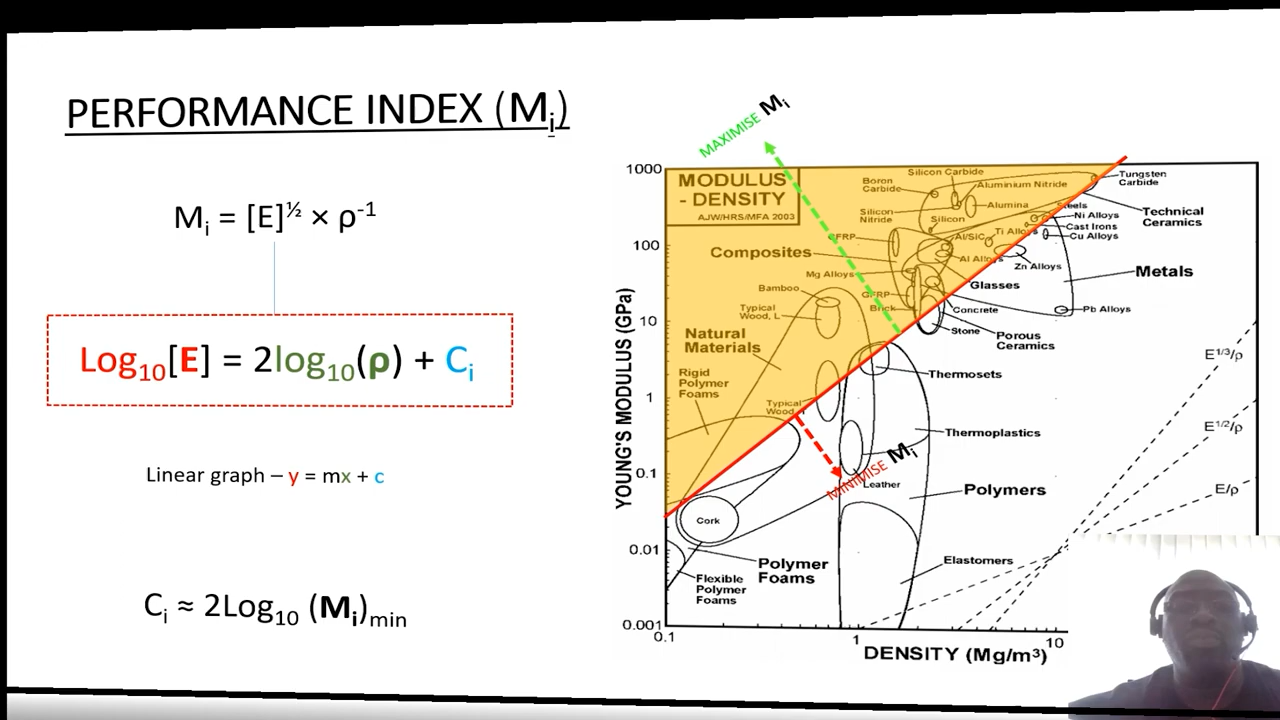 PERFORMANCE INDEX (Mi)
Mi = [E]½ × ρ-1
Log10[E] = 2log10(ρ) + Ci
Linear graph – y = mx + c
Ci ≈ 2Log10 (Mi)min
MAXIMISE Mi
MODULUS
- DENSITY
AJW/HRS/MFA 2003
YOUNG'S MODULUS (GPa)
1000
100
10
1
0.1
0.01
0.001
0.1
1
10
DENSITY (Mg/m³)
Boron
Carbide
Silicon Carbide
Aluminium Nitride
Tungsten
Carbide
Silicon
Nitride
Alumina
Silicon
Steels
Ni Alloys
Cast Irons
Cu Alloys
Technical
Ceramics
CFRP
Al/SiC
Ti Alloys
Composites
Al Alloys
Zn Alloys
Metals
Mg Alloys
Glasses
Bamboo
GFRP
Brick
Concrete
Pb Alloys
Typical
Wood, L
Stone
Porous
Ceramics
Natural
Materials
Rigid
Polymer
Foams
Thermosets
Typical
Wood
Thermoplastics
MINIMISE Mi
Leather
Polymers
Cork
Polymer
Foams
Elastomers
Flexible
Polymer
Foams
E1/3/ρ
E1/2/ρ
E/ρ